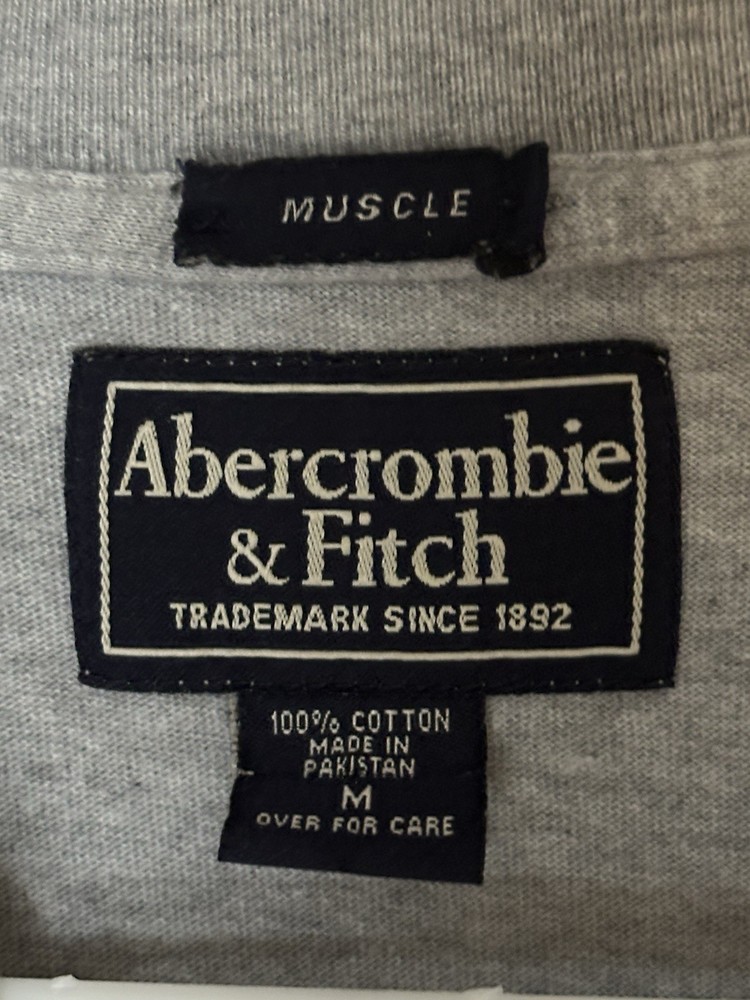 MUSCLE
Abercrombie
& Fitch
TRADEMARK SINCE 1892
100% COTTON
MADE IN
PAKISTAN
M
OVER FOR CARE